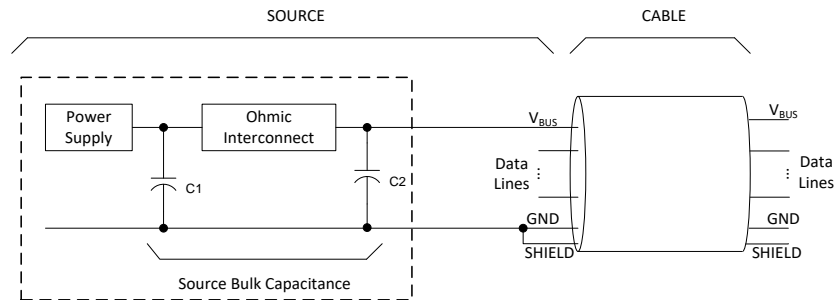 SOURCE
CABLE
Power
Supply
Ohmic
Interconnect
C1
C2
VBUS
Data
Lines
...
GND
SHIELD
VBUS
Data
Lines
...
GND
SHIELD
Source Bulk Capacitance